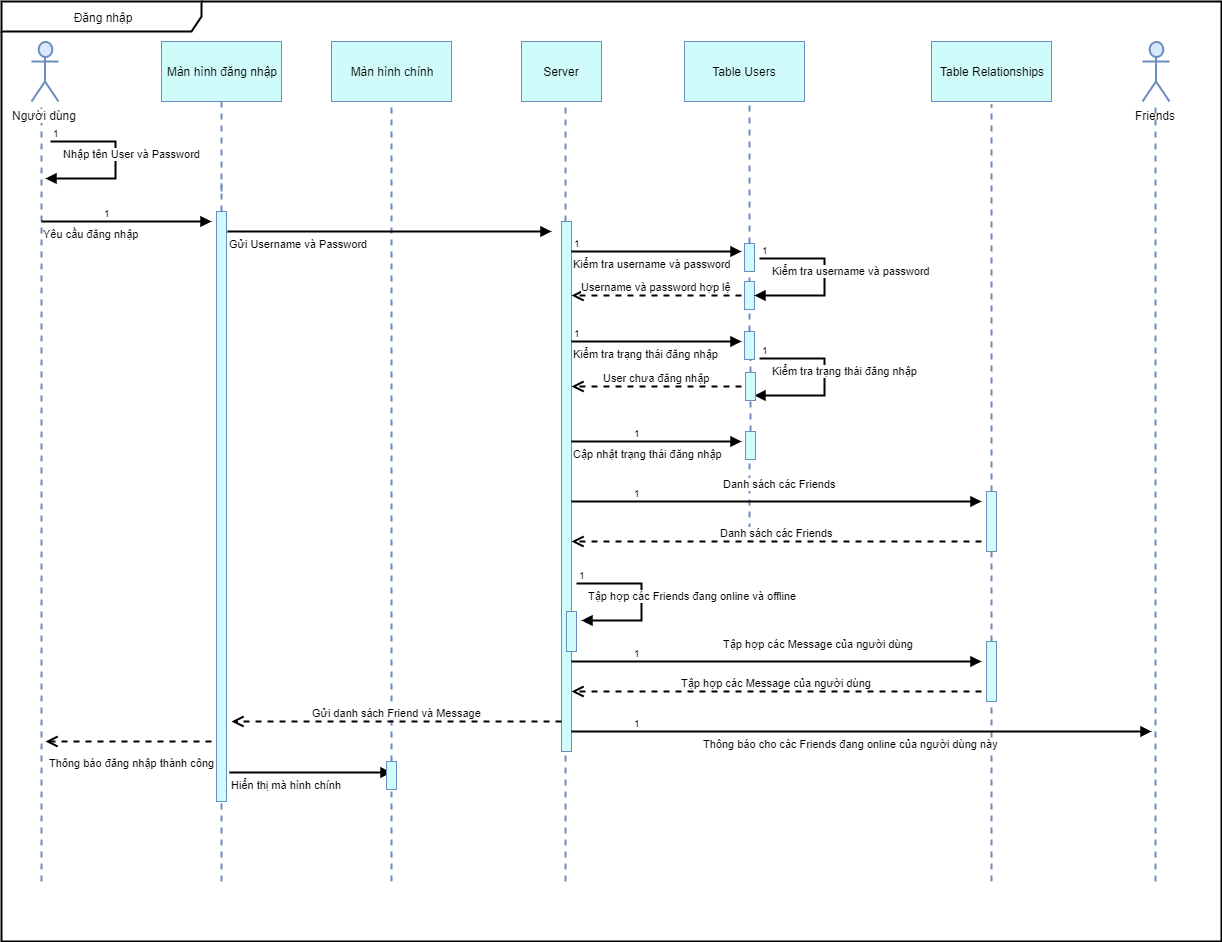 Đăng nhập
Màn hình đăng nhập
Màn hình chính
Server
Table Users
Table Relationships
Người dùng
Friends
1
Nhập tên User và Password
1
Yêu cầu đăng nhập
Gửi Username và Password
1
Kiểm tra username và password
1
Kiểm tra username và password
Username và password hợp lệ
1
Kiểm tra trạng thái đăng nhập
1
Kiểm tra trạng thái đăng nhập
User chưa đăng nhập
1
Cập nhật trạng thái đăng nhập
Danh sách các Friends
1
Danh sách các Friends
1
Tập hợp các Friends đang online và offline
Tập hợp các Message của người dùng
1
Tập hợp các Message của người dùng
Gửi danh sách Friend và Message
1
Thông báo cho các Friends đang online của người dùng này
Thông báo đăng nhập thành công
Hiển thị mà hình chính